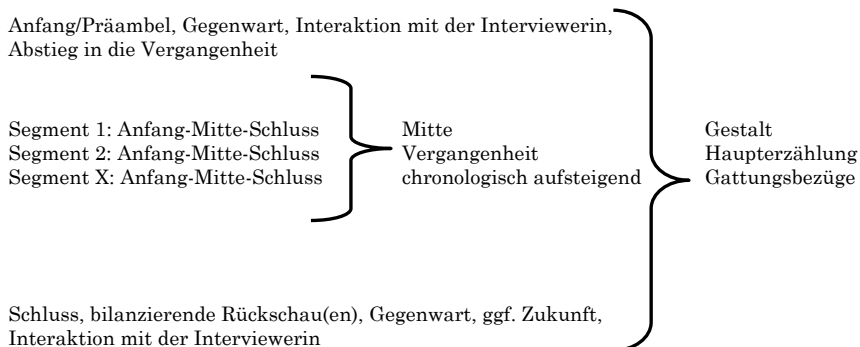 Anfang/Präambel, Gegenwart, Interaktion mit der Interviewerin,
Abstieg in die Vergangenheit
Segment 1: Anfang-Mitte-Schluss
Segment 2: Anfang-Mitte-Schluss
Segment X: Anfang-Mitte-Schluss
Mitte
Vergangenheit
chronologisch aufsteigend
Gestalt
Haupterzählung
Gattungsbezüge
Schluss, bilanzierende Rückschau(en), Gegenwart, ggf. Zukunft,
Interaktion mit der Interviewerin